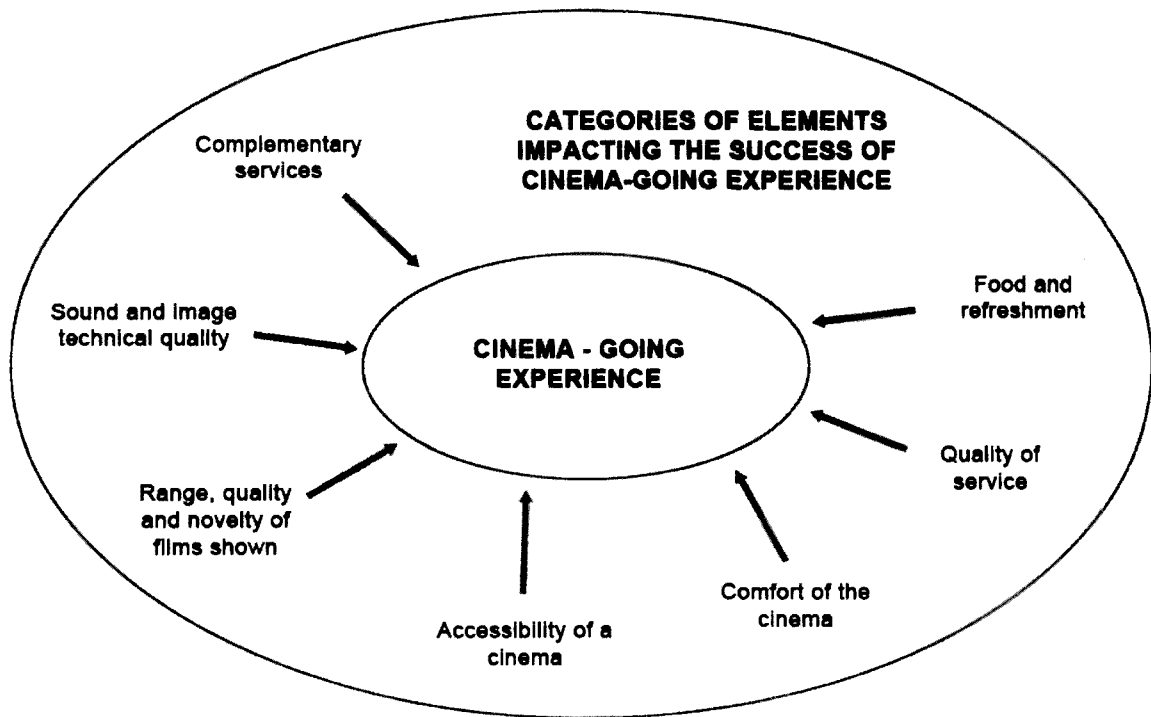 CATEGORIES OF ELEMENTS
IMPACTING THE SUCCESS OF
CINEMA-GOING EXPERIENCE
Complementary
services
Sound and image
technical quality
Range, quality
and novelty of
films shown
Accessibility of a
cinema
Comfort of the
cinema
Quality of
service
Food and
refreshment
CINEMA - GOING
EXPERIENCE